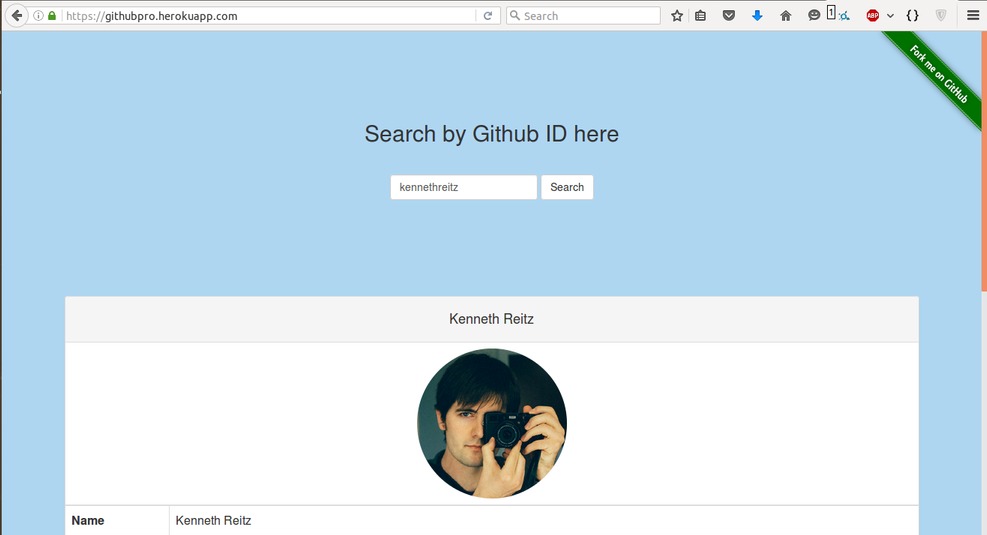 https://githubpro.herokuapp.com
Search
1
ABP
{}
Fork me on GitHub
Search by Github ID here
kennethreitz
Search
Kenneth Reitz
Name
Kenneth Reitz